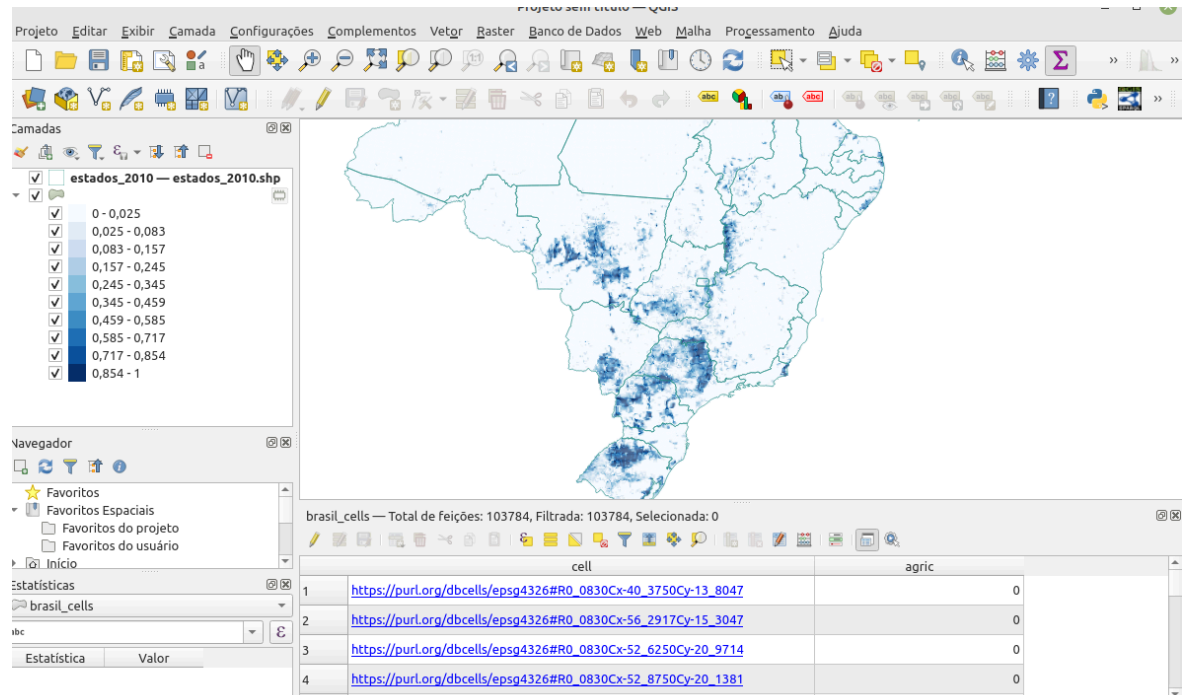 Projeto sem título — QGIS
Projeto Editar Exibir Camada Configurações Complementos Vetor Raster Banco de Dados Web Malha Processamento Ajuda
Camadas
estados_2010 — estados_2010.shp
0 - 0,025
0,025 - 0,083
0,083 - 0,157
0,157 - 0,245
0,245 - 0,345
0,345 - 0,459
0,459 - 0,585
0,585 - 0,717
0,717 - 0,854
0,854 - 1
Navegador
Favoritos
Favoritos Espaciais
Favoritos do projeto
Favoritos do usuário
Início
Estatísticas
brasil_cells
abc
ε
Estatística Valor
brasil_cells — Total de feições: 103784, Filtrada: 103784, Selecionada: 0
cell agric
1 https://purl.org/dbcells/epsg4326#R0_0830Cx-40_3750Cy-13_8047 0
2 https://purl.org/dbcells/epsg4326#R0_0830Cx-56_2917Cy-15_3047 0
3 https://purl.org/dbcells/epsg4326#R0_0830Cx-52_6250Cy-20_9714 0
4 https://purl.org/dbcells/epsg4326#R0_0830Cx-52_8750Cy-20_1381 0